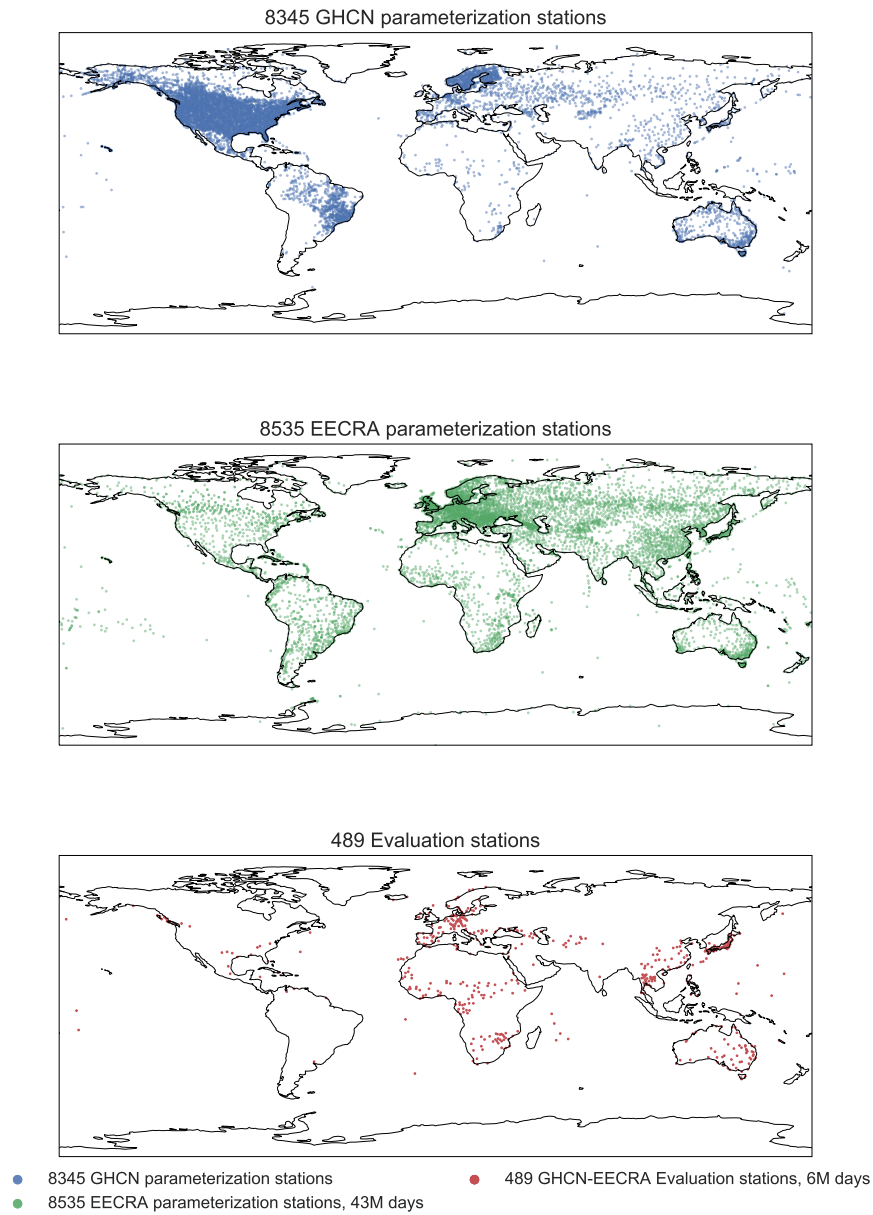 8345 GHCN parameterization stations
8535 EECRA parameterization stations
489 Evaluation stations
8345 GHCN parameterization stations
8535 EECRA parameterization stations, 43M days
489 GHCN-EECRA Evaluation stations, 6M days